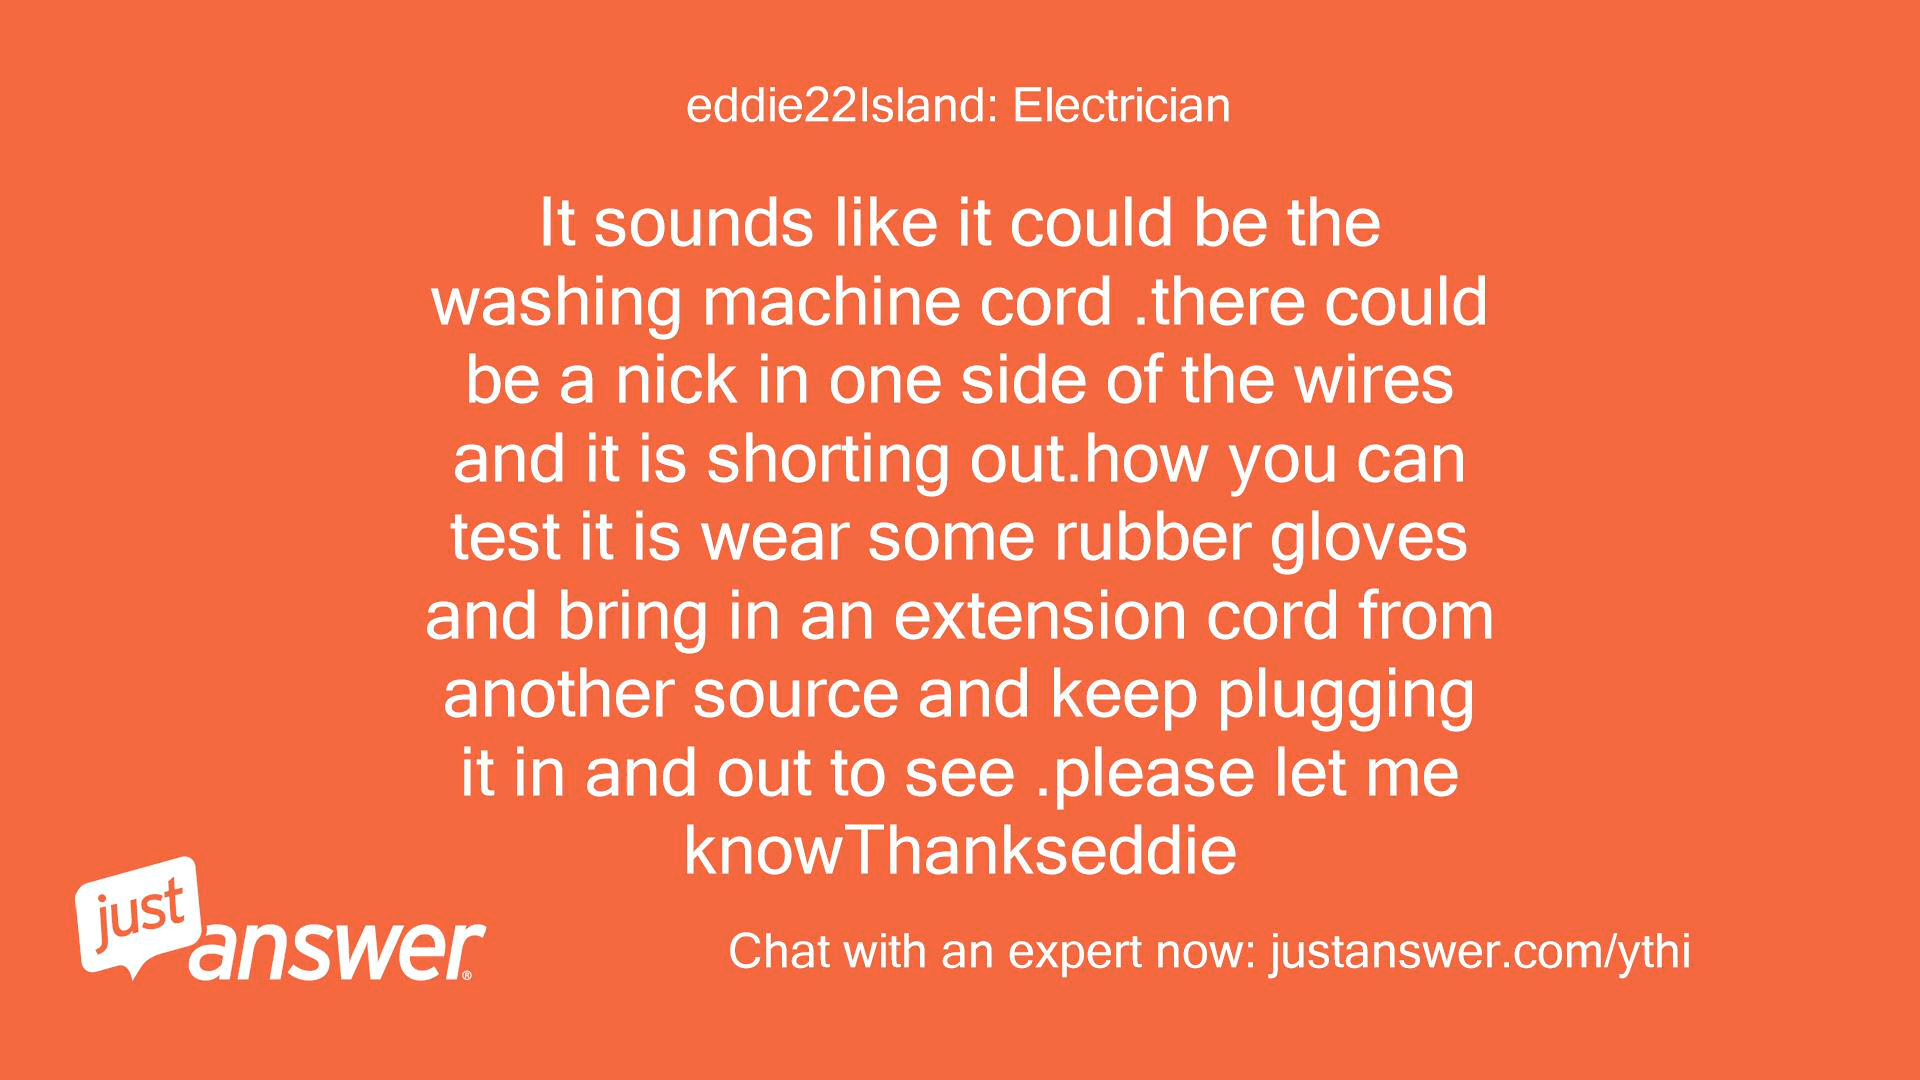 eddie22Island: Electrician
It sounds like it could be the
washing machine cord .there could
be a nick in one side of the wires
and it is shorting out.how you can
test it is wear some rubber gloves
and bring in an extension cord from
another source and keep plugging
it in and out to see .please let me
knowThankseddie
just
answer®
Chat with an expert now: justanswer.com/ythi